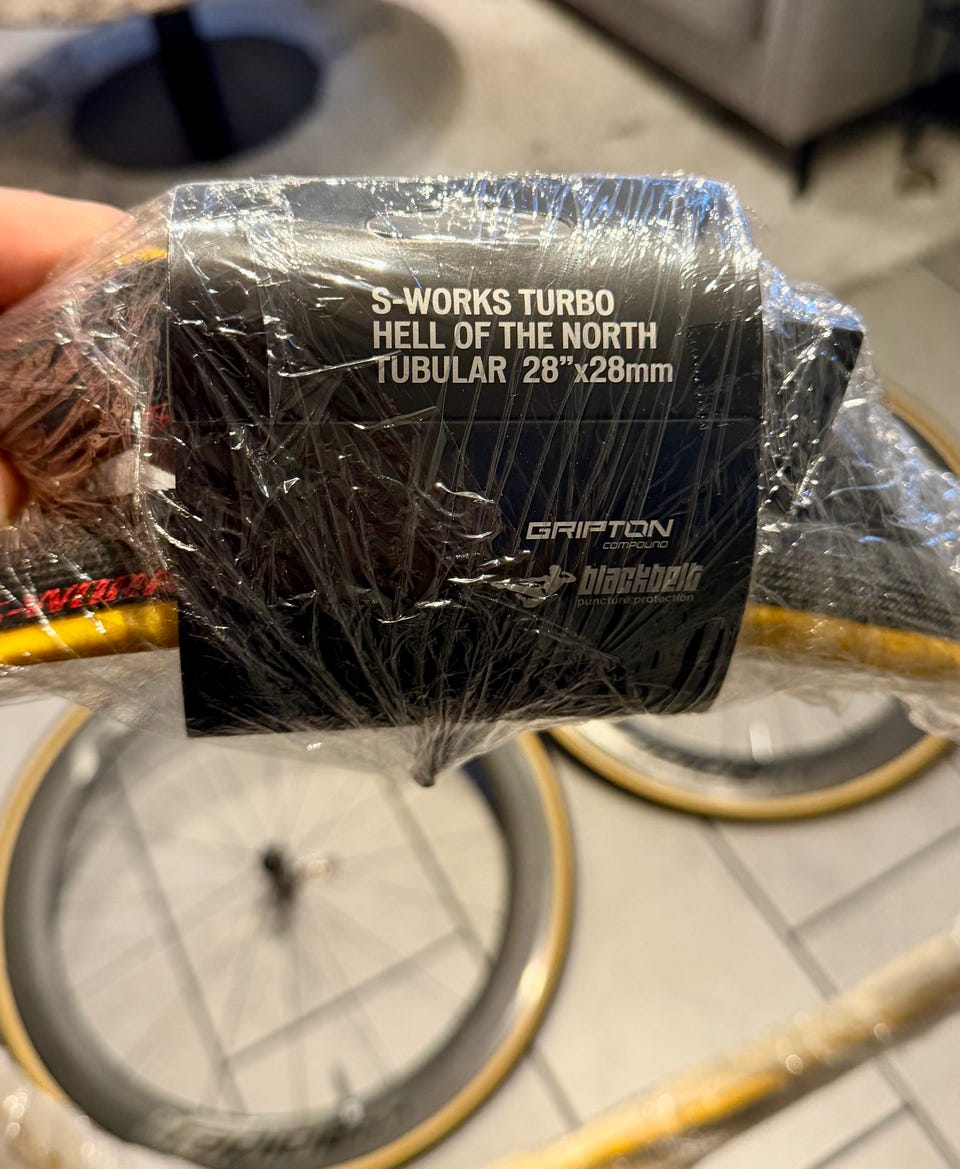 S-WORKS TURBO
HELL OF THE NORTH
TUBULAR 28”x28mm
GRIPTON
COMPOUND
blackbelt
puncture protection